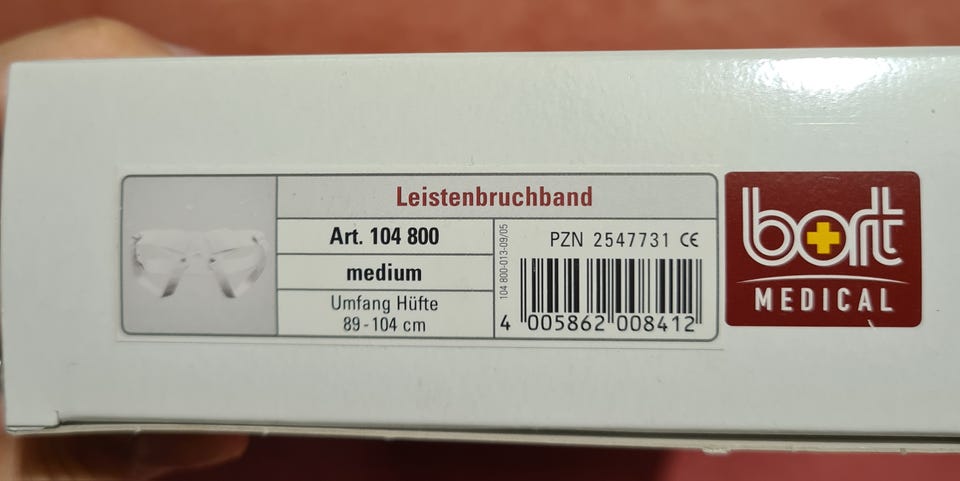 Leistenbruchband
Art. 104 800
medium
Umfang Hüfte
89 - 104 cm
104 800-013-09/05
PZN 2547731 CE
4 005862 008412
bort
MEDICAL